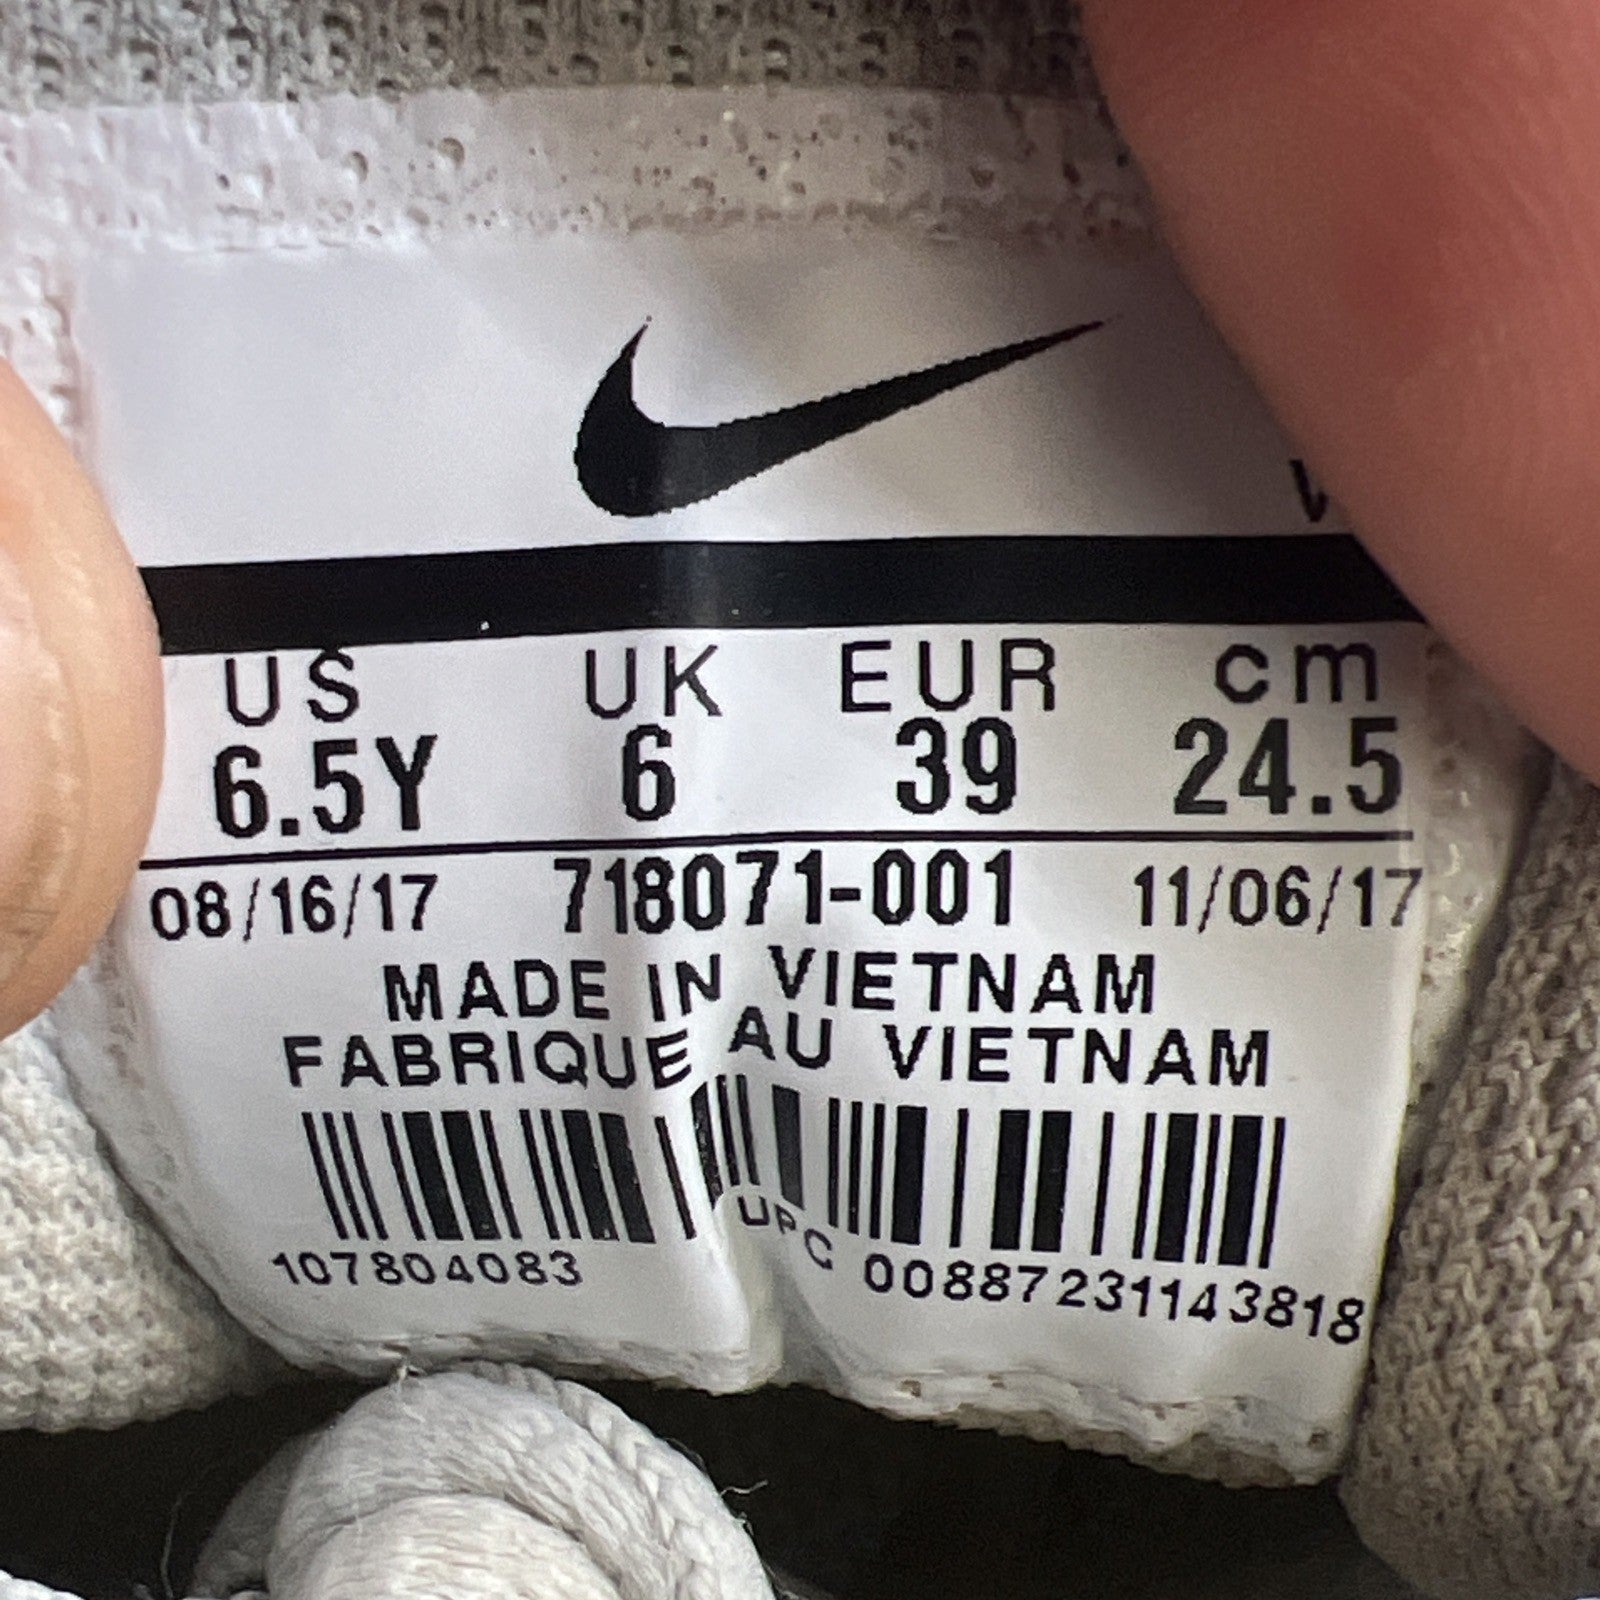 US UK EUR cm
6.5Y 6 39 24.5
08/16/17 718071-001 11/06/17
MADE IN VIETNAM
FABRIQUE AU VIETNAM
107804083 UPC 00887231143818